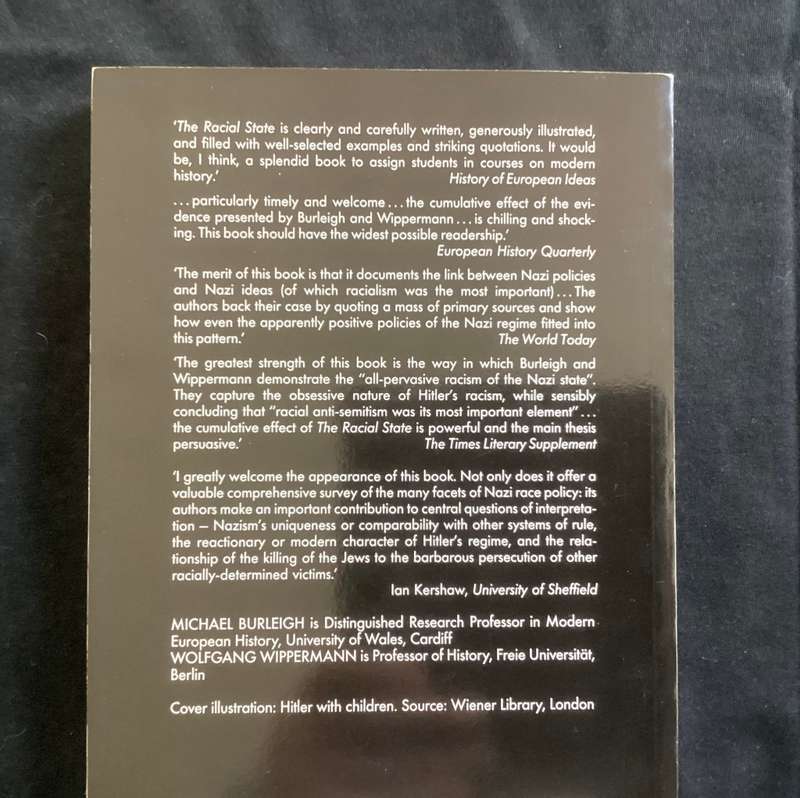 'The Racial State is clearly and carefully written, generously illustrated,
and filled with well-selected examples and striking quotations. It would
be, I think, a splendid book to assign students in courses on modern
history.' History of European Ideas
... particularly timely and welcome ... the cumulative effect of the evi-
dence presented by Burleigh and Wippermann ... is chilling and shock-
ing. This book should have the widest possible readership.'
European History Quarterly
'The merit of this book is that it documents the link between Nazi policies
and Nazi ideas (of which racialism was the most important) ... The
authors back their case by quoting a mass of primary sources and show
how even the apparently positive policies of the Nazi regime fitted into
this pattern.' The World Today
'The greatest strength of this book is the way in which Burleigh and
Wippermann demonstrate the "all-pervasive racism of the Nazi state".
They capture the obsessive nature of Hitler's racism, while sensibly
concluding that "racial anti-semitism was its most important element" ...
the cumulative effect of The Racial State is powerful and the main thesis
persuasive.' The Times Literary Supplement
'I greatly welcome the appearance of this book. Not only does it offer a
valuable comprehensive survey of the many facets of Nazi race policy: its
authors make an important contribution to central questions of interpreta-
tion – Nazism's uniqueness or comparability with other systems of rule,
the reactionary or modern character of Hitler's regime, and the rela-
tionship of the killing of the Jews to the barbarous persecution of other
racially-determined victims.'
Ian Kershaw, University of Sheffield
MICHAEL BURLEIGH is Distinguished Research Professor in Modern
European History, University of Wales, Cardiff
WOLFGANG WIPPERMANN is Professor of History, Freie Universität,
Berlin
Cover illustration: Hitler with children. Source: Wiener Library, London